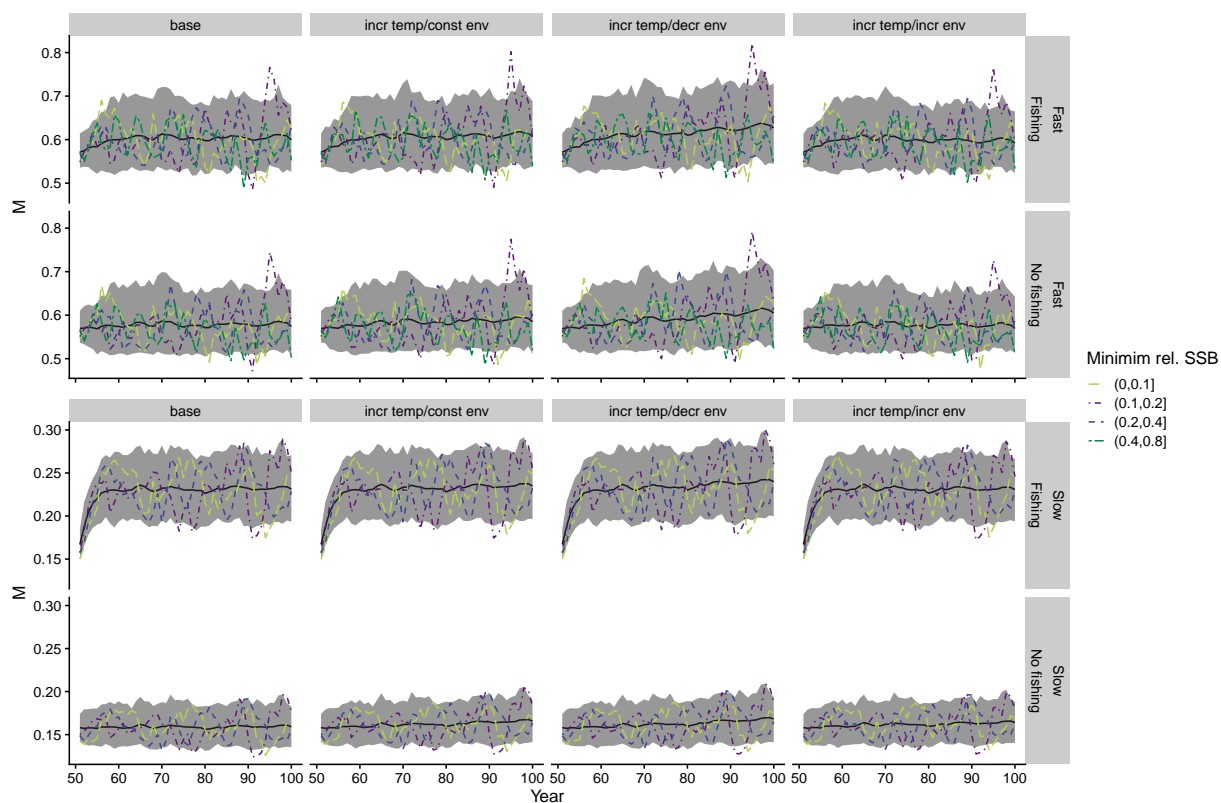 base incr temp/const env incr temp/decr env incr temp/incr env
0.8
0.7
0.6
0.5
Fast
Fishing
M
0.8
0.7
0.6
0.5
Fast
No fishing
base incr temp/const env incr temp/decr env incr temp/incr env
0.30
0.25
0.20
0.15
Slow
Fishing
M
0.30
0.25
0.20
0.15
Slow
No fishing
50 60 70 80 90 100 50 60 70 80 90 100 50 60 70 80 90 100 50 60 70 80 90 100
Year
Minimim rel. SSB
(0,0.1]
(0.1,0.2]
(0.2,0.4]
(0.4,0.8]